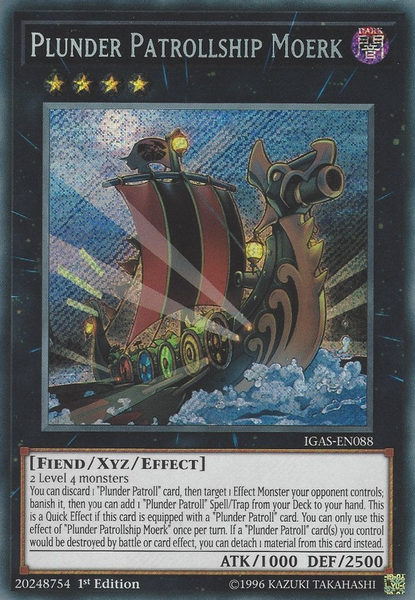 PLUNDER PATROLLSHIP MOERK
DARK
闇
IGAS-EN088
[FIEND/XYZ/EFFECT]
2 Level 4 monsters
You can discard 1 "Plunder Patroll" card, then target 1 Effect Monster your opponent controls;
banish it, then you can add 1 "Plunder Patroll" Spell/Trap from your Deck to your hand. This
is a Quick Effect if this card is equipped with a "Plunder Patroll" card. You can only use this
effect of "Plunder Patrollship Moerk" once per turn. If a "Plunder Patroll" card(s) you control
would be destroyed by battle or card effect, you can detach 1 material from this card instead.
ATK/1000 DEF/2500
20248754 1st Edition ©1996 KAZUKI TAKAHASHI